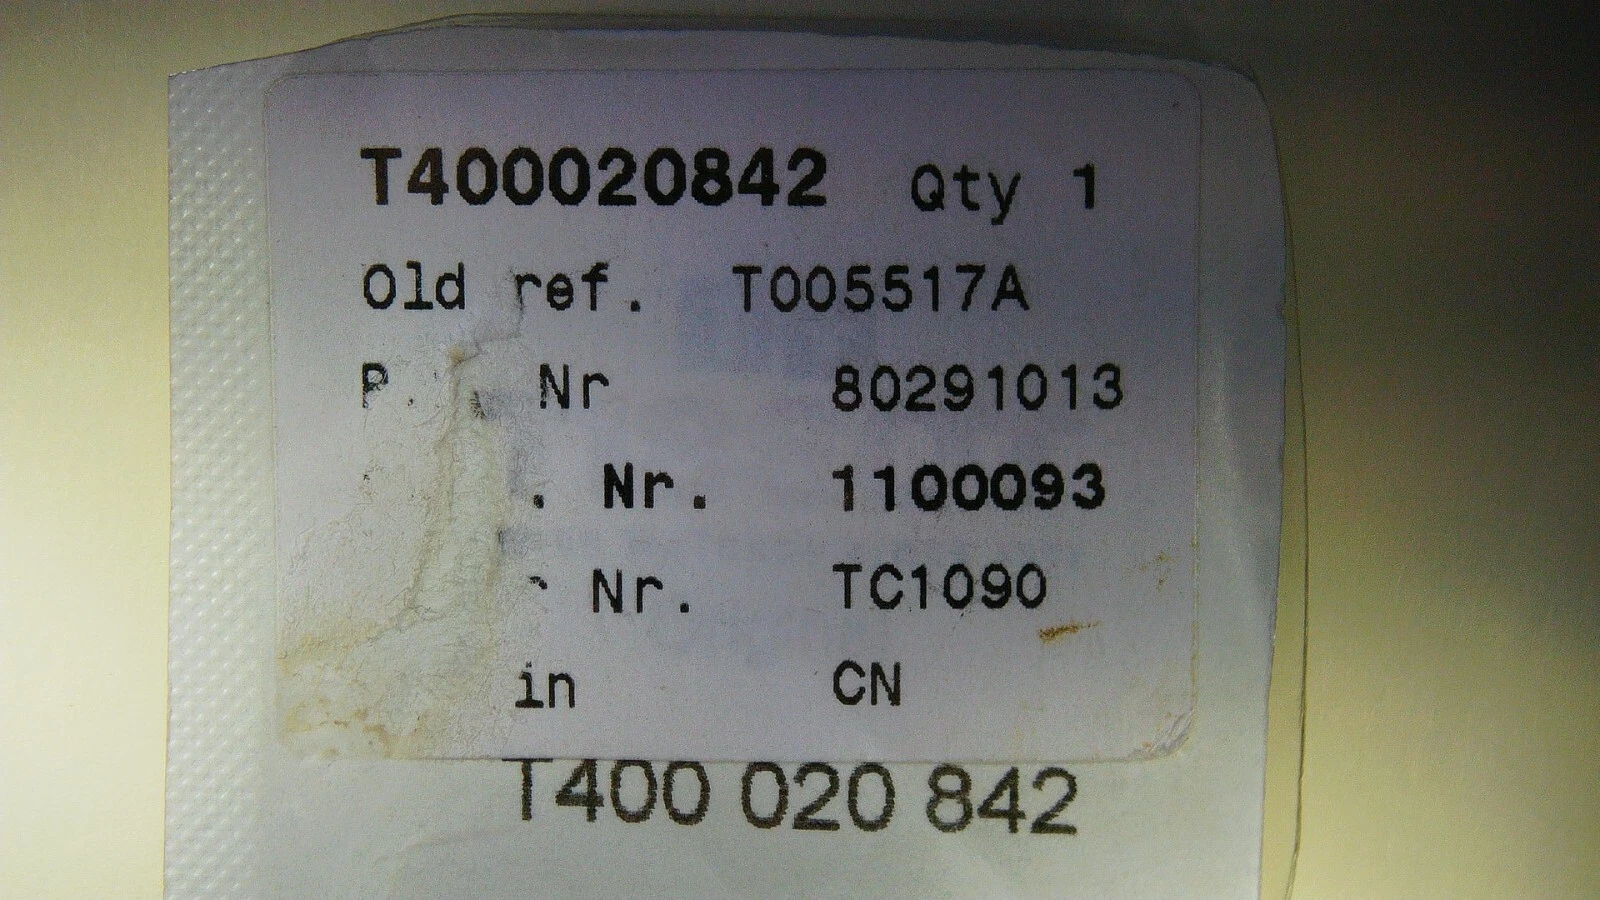 T400020842 Qty 1
Old ref. T005517A
Nr 80291013
Nr. 1100093
Nr. TC1090
in CN
T400 020 842